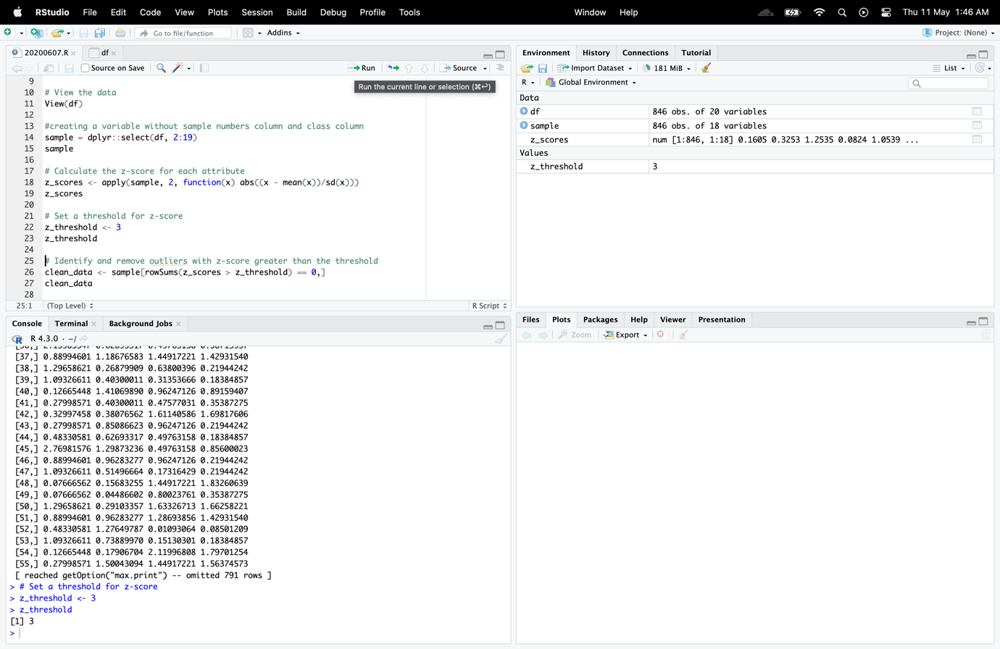 RStudio File Edit Code View Plots Session Build Debug Profile Tools Window Help Thu 11 May 1:46 AM
Go to file/function Addins Project: (None)
20200607.R df
Source on Save Run Source
Run the current line or selection (⌘↩)
9
10 # View the data
11 View(df)
12
13 #creating a variable without sample numbers column and class column
14 sample = dplyr::select(df, 2:19)
15 sample
16
17 # Calculate the z-score for each attribute
18 z_scores <- apply(sample, 2, function(x) abs((x - mean(x))/sd(x)))
19 z_scores
20
21 # Set a threshold for z-score
22 z_threshold <- 3
23 z_threshold
24
25 # Identify and remove outliers with z-score greater than the threshold
26 clean_data <- sample[rowSums(z_scores > z_threshold) == 0,]
27 clean_data
28
25:1 (Top Level) R Script
Console Terminal Background Jobs
R 4.3.0 · ~/
[37,] 0.88994601 1.18676583 1.44917221 1.42931540
[38,] 1.29658621 0.26879909 0.63800396 0.21944242
[39,] 1.09326611 0.40300011 0.31353666 0.18384857
[40,] 0.12665448 1.41069890 0.96247126 0.89159407
[41,] 0.27998571 0.40300011 0.47577031 0.35387275
[42,] 0.32997458 0.38076562 1.61140586 1.69817606
[43,] 0.27998571 0.85086623 0.96247126 0.21944242
[44,] 0.48330581 0.62693317 0.49763158 0.18384857
[45,] 2.76981576 1.29873236 0.49763158 0.85600023
[46,] 0.88994601 0.96283277 0.96247126 0.21944242
[47,] 1.09326611 0.51496664 0.17316429 0.21944242
[48,] 0.07666562 0.15683255 1.44917221 1.83260639
[49,] 0.07666562 0.04486602 0.80023761 0.35387275
[50,] 1.29658621 0.29103357 1.63326713 1.66258221
[51,] 0.88994601 0.96283277 1.28693856 1.42931540
[52,] 0.48330581 1.27649787 0.01093064 0.08501209
[53,] 1.09326611 0.73889970 0.15130301 0.18384857
[54,] 0.12665448 0.17906704 2.11996808 1.79701254
[55,] 0.27998571 1.50043094 1.44917221 1.56374573
[ reached getOption("max.print") -- omitted 791 rows ]
> # Set a threshold for z-score
> z_threshold <- 3
> z_threshold
[1] 3
>
Environment History Connections Tutorial
Import Dataset 181 MiB List
R Global Environment
Data
df 846 obs. of 20 variables
sample 846 obs. of 18 variables
z_scores num [1:846, 1:18] 0.1605 0.3253 1.2535 0.0824 1.0539 ...
Values
z_threshold 3
Files Plots Packages Help Viewer Presentation
Zoom Export